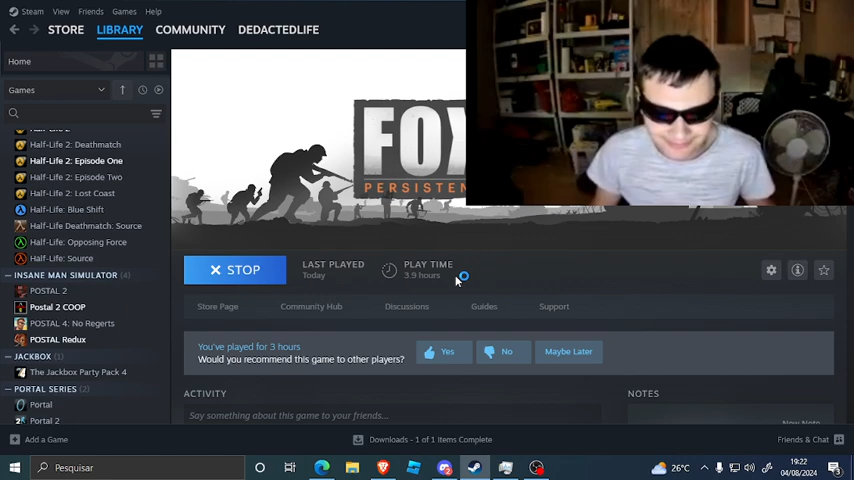 Steam View Friends Games Help
STORE LIBRARY COMMUNITY DEDACTEDLIFE
Home
Games
Half-Life 2
Half-Life 2: Deathmatch
Half-Life 2: Episode One
Half-Life 2: Episode Two
Half-Life 2: Lost Coast
Half-Life: Blue Shift
Half-Life Deathmatch: Source
Half-Life: Opposing Force
Half-Life: Source
INSANE MAN SIMULATOR (4)
POSTAL 2
Postal 2 COOP
POSTAL 4: No Regerts
POSTAL Redux
JACKBOX (1)
The Jackbox Party Pack 4
PORTAL SERIES (2)
Portal
Portal 2
FOX
PERSISTEN
STOP
LAST PLAYED
Today
PLAY TIME
3.9 hours
Store Page Community Hub Discussions Guides Support
You've played for 3 hours
Would you recommend this game to other players?
Yes No Maybe Later
ACTIVITY
Say something about this game to your friends...
NOTES
New Note
Add a Game
Downloads - 1 of 1 Items Complete
Friends & Chat
Pesquisar
26°C
19:22
04/08/2024
3